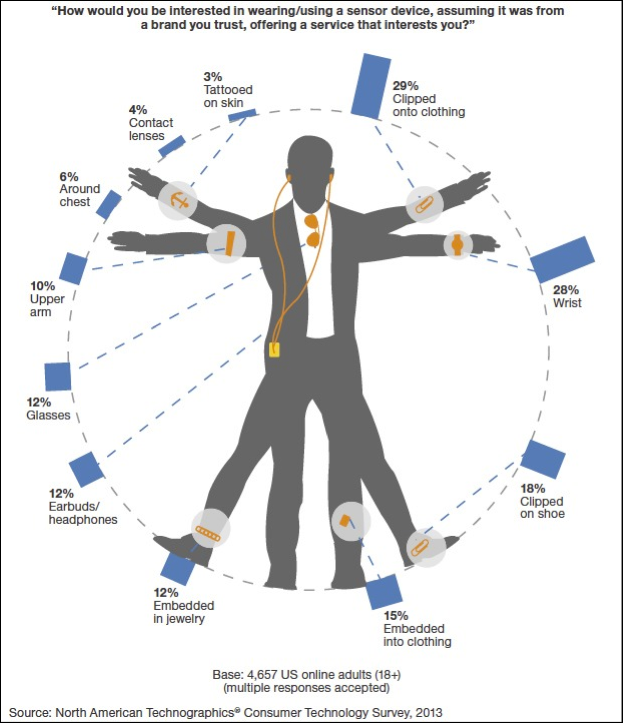 “How would you be interested in wearing/using a sensor device, assuming it was from
a brand you trust, offering a service that interests you?”
3%
Tattooed
on skin
29%
Clipped
onto clothing
4%
Contact
lenses
6%
Around
chest
10%
Upper
arm
28%
Wrist
12%
Glasses
12%
Earbuds/
headphones
18%
Clipped
on shoe
12%
Embedded
in jewelry
15%
Embedded
into clothing
Base: 4,657 US online adults (18+)
(multiple responses accepted)
Source: North American Technographics® Consumer Technology Survey, 2013